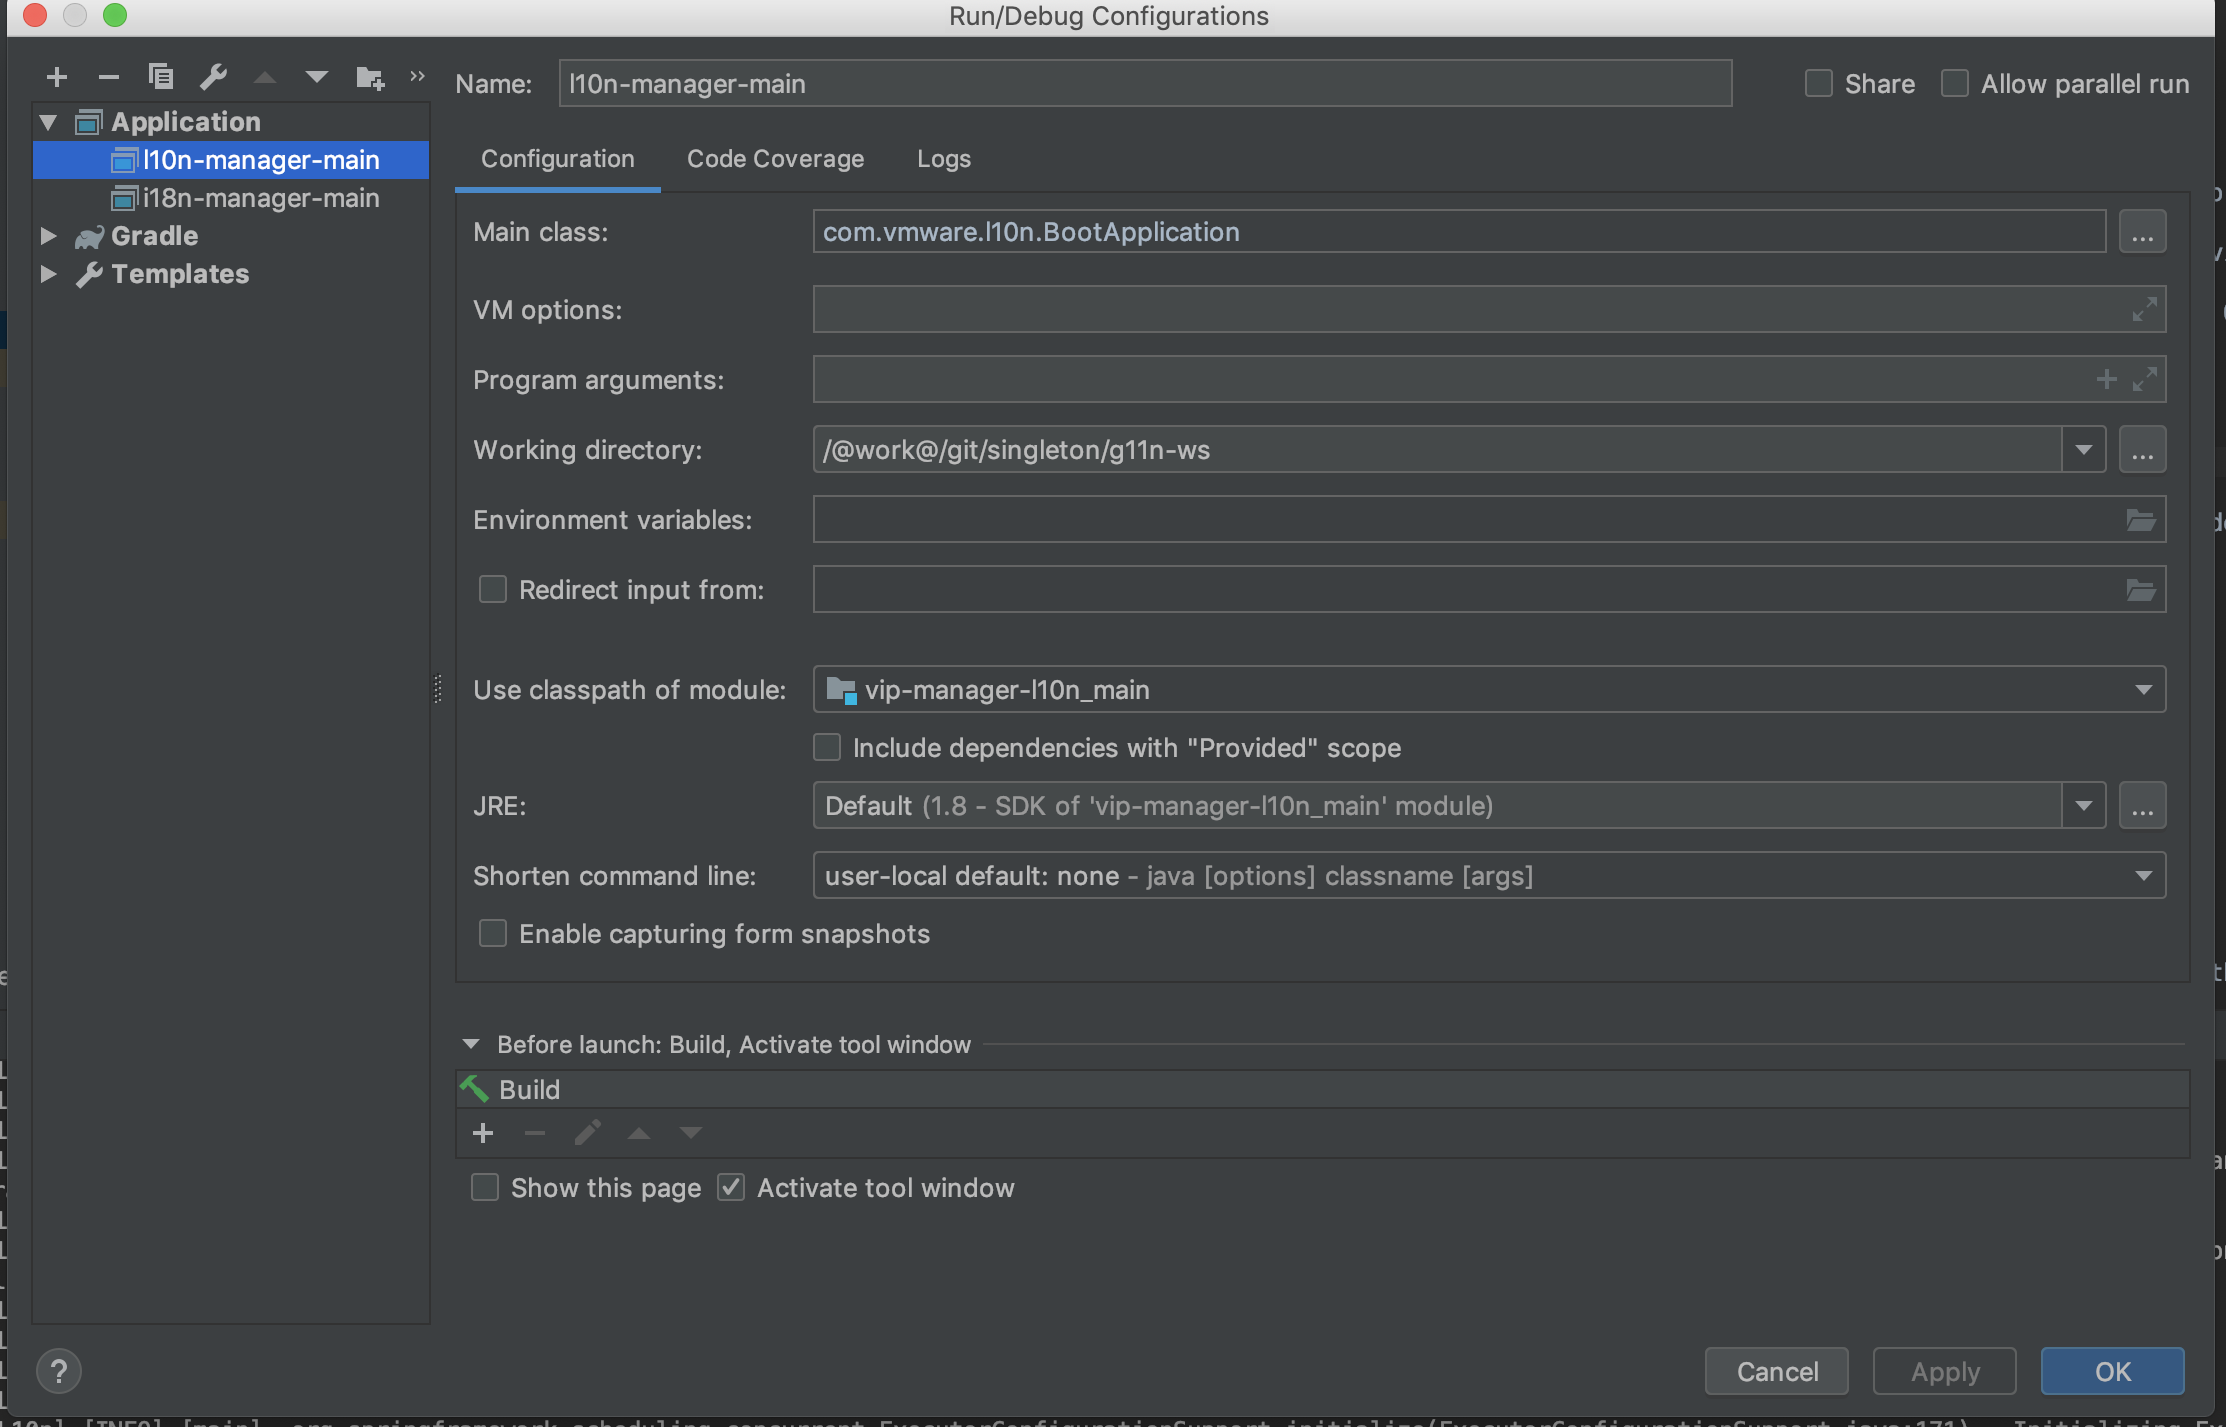 Run/Debug Configurations
Name: l10n-manager-main Share Allow parallel run
Application
l10n-manager-main
i18n-manager-main
Gradle
Templates
Configuration Code Coverage Logs
Main class: com.vmware.l10n.BootApplication ...
VM options:
Program arguments:
Working directory: /@work@/git/singleton/g11n-ws ...
Environment variables:
Redirect input from:
Use classpath of module: vip-manager-l10n_main
Include dependencies with "Provided" scope
JRE: Default (1.8 - SDK of 'vip-manager-l10n_main' module) ...
Shorten command line: user-local default: none - java [options] classname [args]
Enable capturing form snapshots
Before launch: Build, Activate tool window
Build
Show this page Activate tool window
? Cancel Apply OK